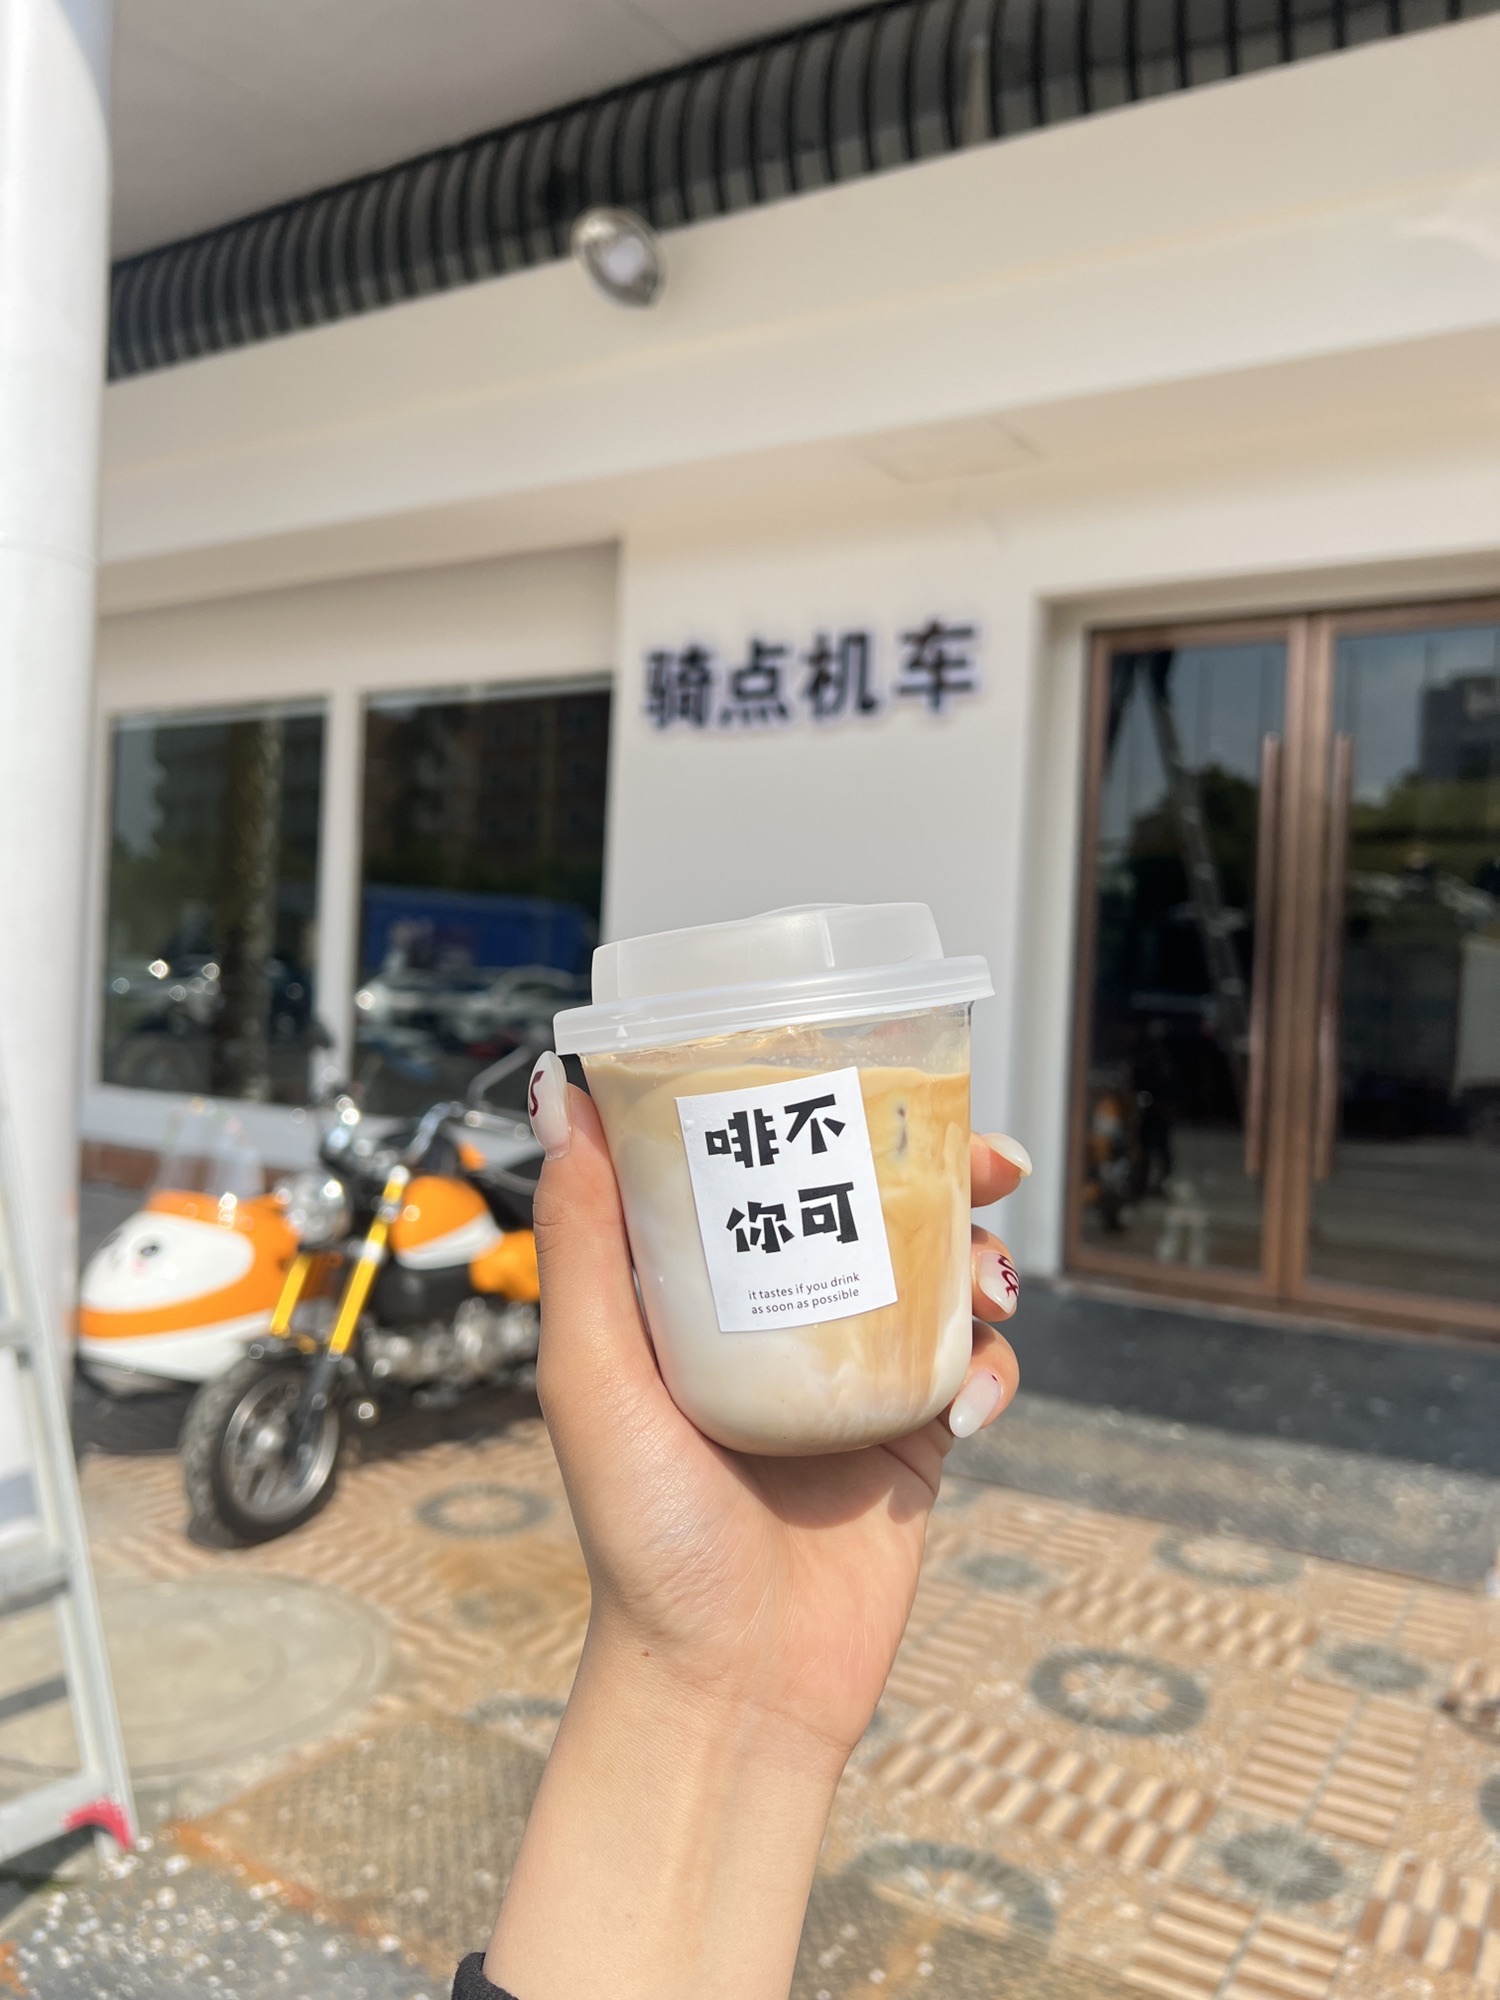 骑点机车
啡不
你可
it tastes if you drink
as soon as possible